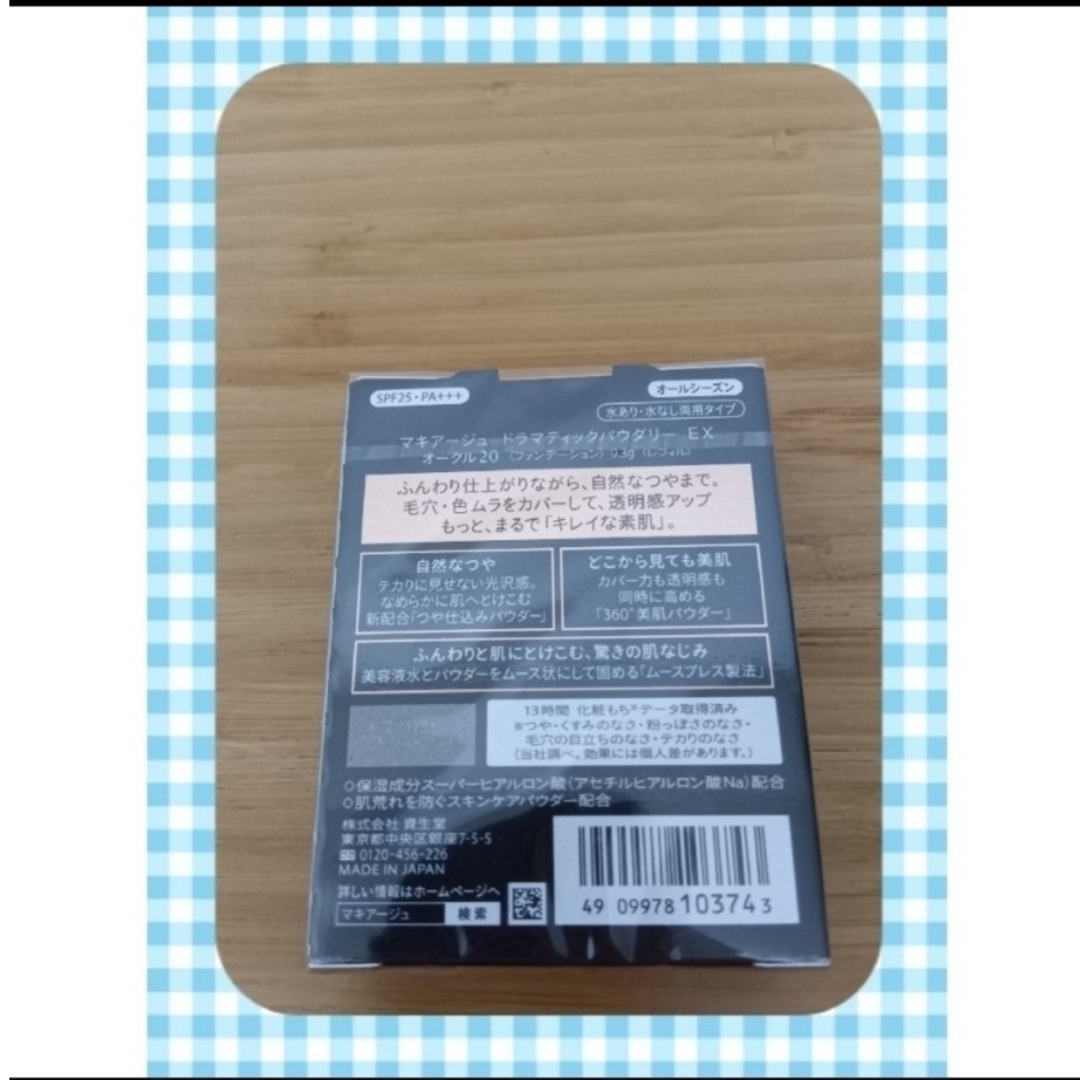 SPF25・PA+++
オールシーズン
水あり・水なし両用タイプ
マキアージュ ドラマティックパウダリー EX
オークル20 〈ファンデーション〉 9.3g (レフィル)
ふんわり仕上がりながら、自然なつやまで。
毛穴・色ムラをカバーして、透明感アップ
もっと、まるで「キレイな素肌」。
自然なつや
テカリに見せない光沢感。
なめらかに肌へとけこむ
新配合「つや仕込みパウダー」
どこから見ても美肌
カバー力も透明感も
同時に高める
「360°美肌パウダー」
ふんわりと肌にとけこむ、驚きの肌なじみ
美容液水とパウダーをムース状にして固める「ムースプレス製法」
13時間 化粧もち※データ取得済み
※つや・くすみのなさ・粉っぽさのなさ・
毛穴の目立ちのなさ・テカリのなさ
(当社調べ。効果には個人差があります。)
○保湿成分スーパーヒアルロン酸(アセチルヒアルロン酸Na)配合
○肌荒れを防ぐスキンケアパウダー配合
株式会社 資生堂
東京都中央区銀座7-5-5
0120-456-226
MADE IN JAPAN
詳しい情報はホームページへ
マキアージュ 検索
49 09978 103743